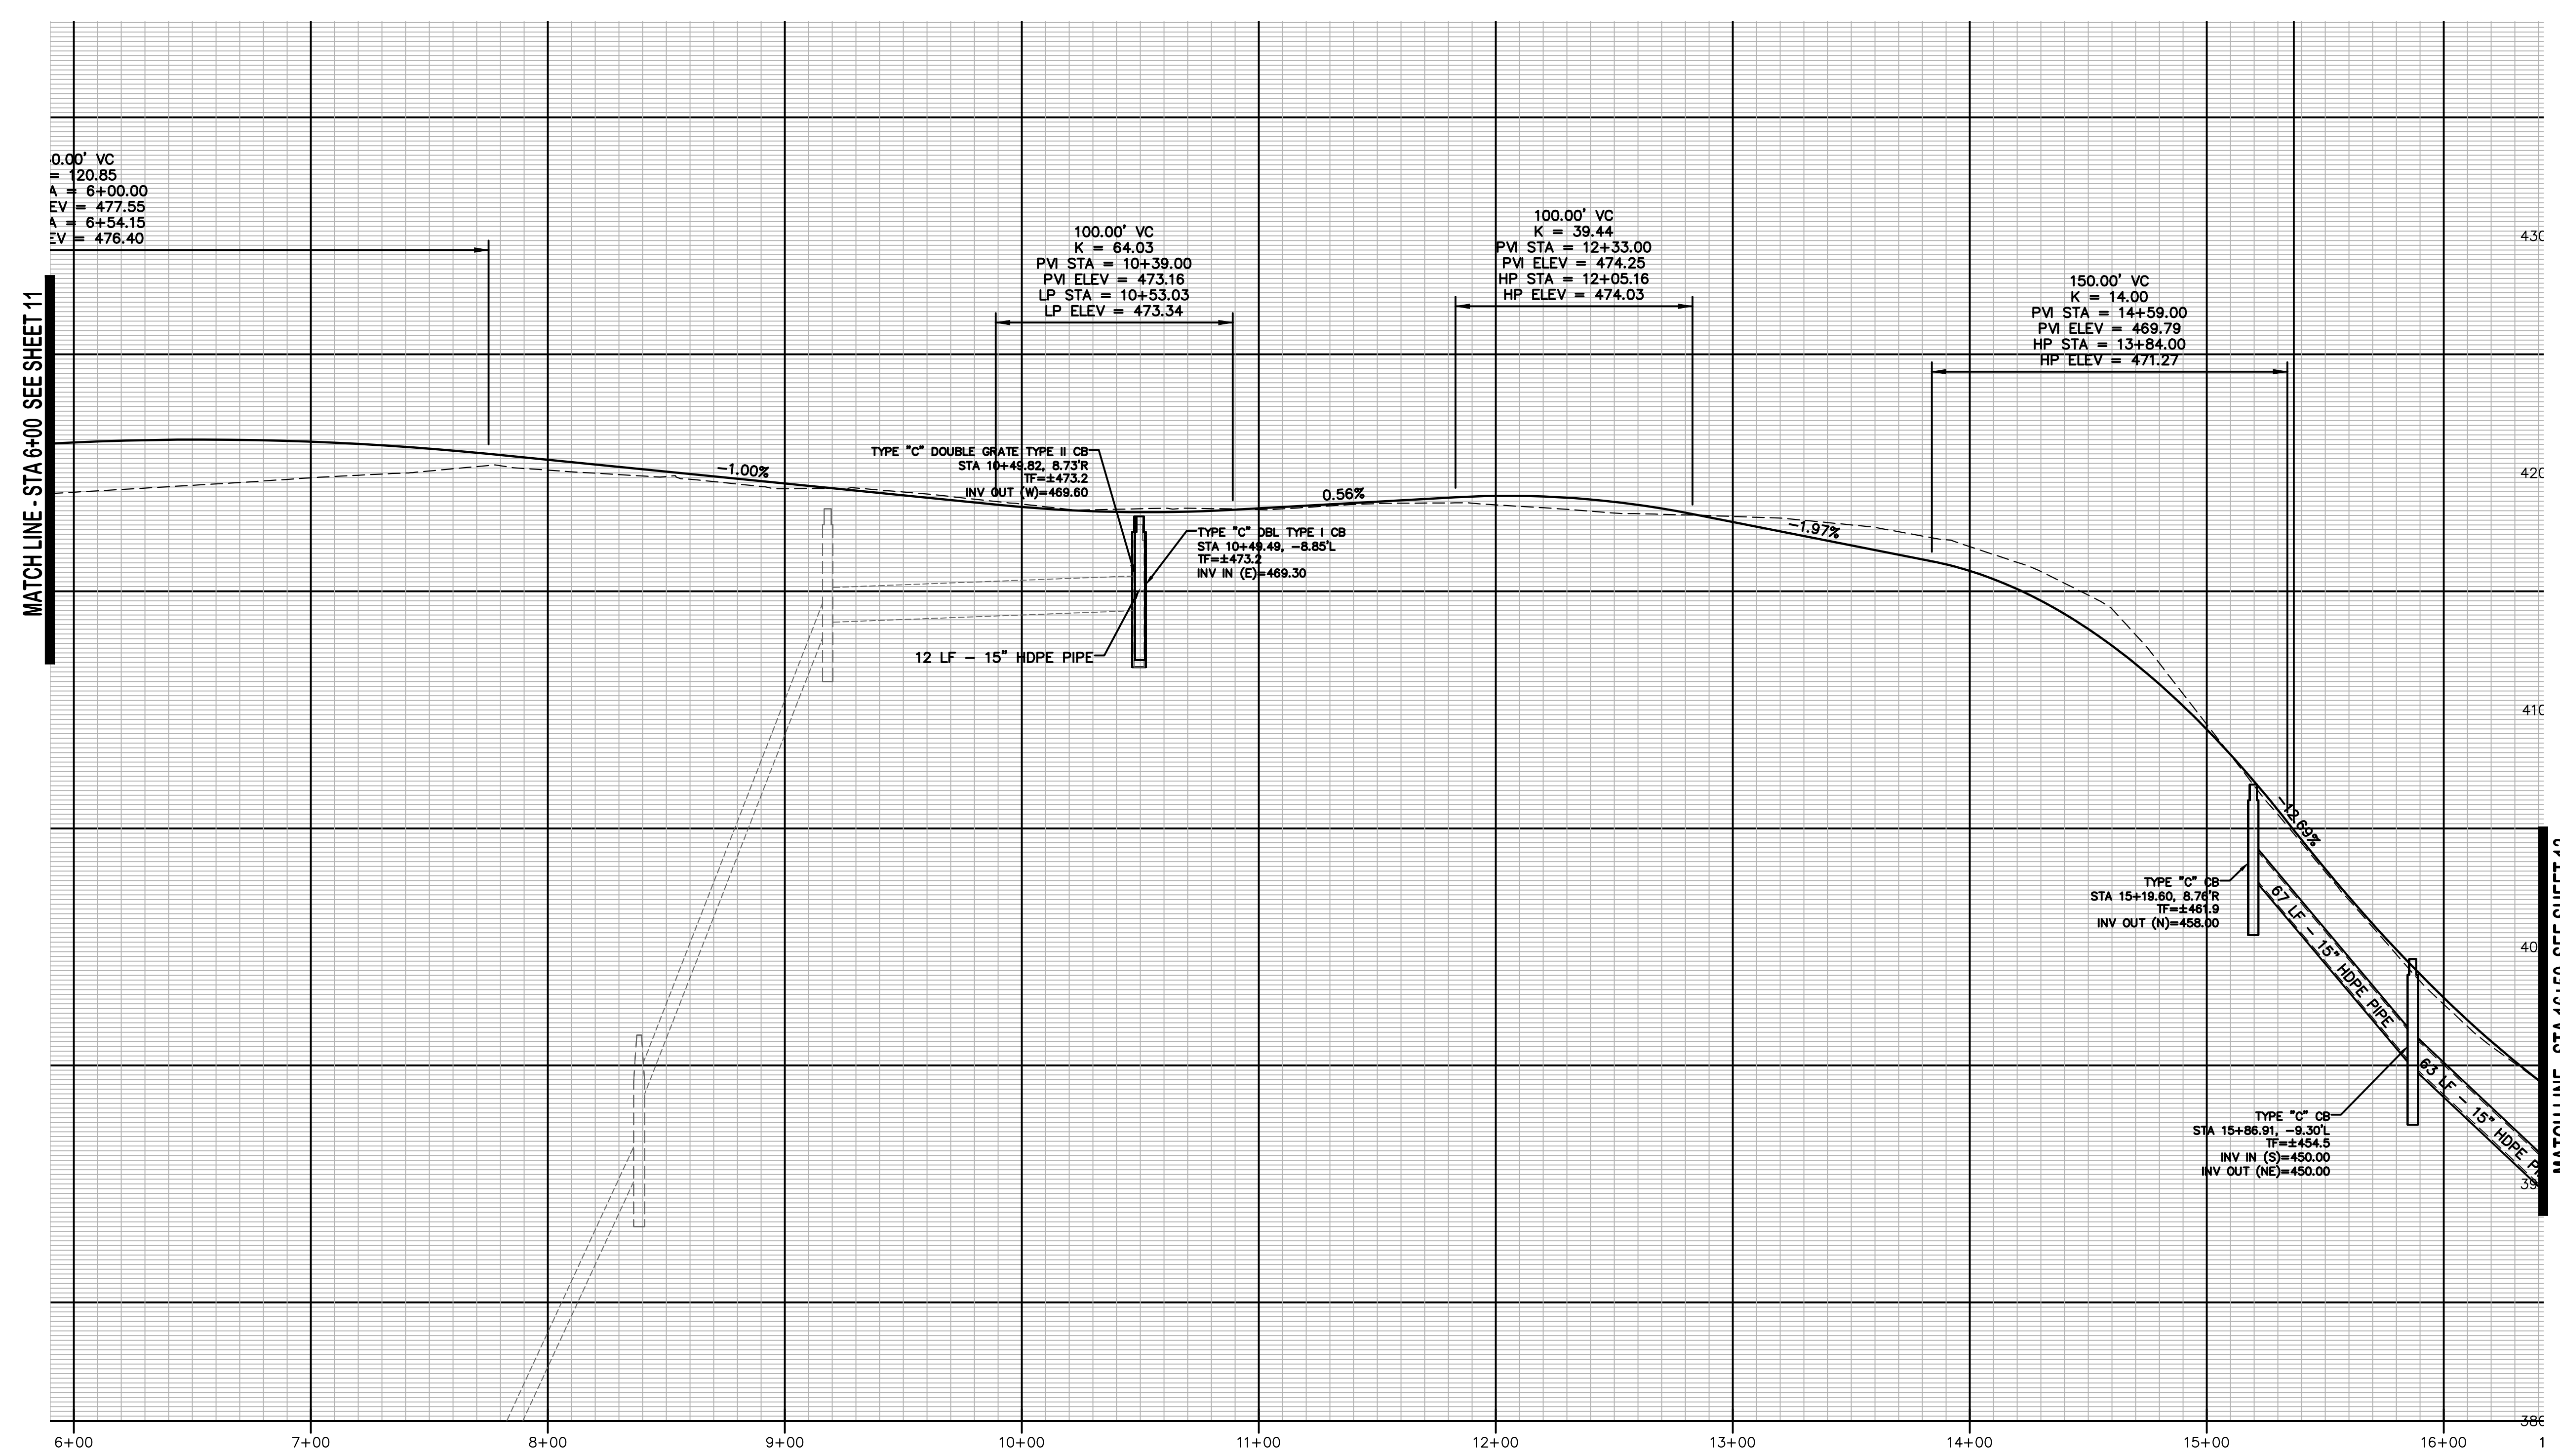 0.00' VC
= 120.85
A = 6+00.00
EV = 477.55
A = 6+54.15
EV = 476.40
MATCH LINE - STA 6+00 SEE SHEET 11
-1.00%
100.00' VC
K = 64.03
PVI STA = 10+39.00
PVI ELEV = 473.16
LP STA = 10+53.03
LP ELEV = 473.34
TYPE "C" DOUBLE GRATE TYPE II CB
STA 10+49.82, 8.73'R
TF=±473.2
INV OUT (W)=469.60
TYPE "C" DBL TYPE I CB
STA 10+49.49, -8.85'L
TF=±473.2
INV IN (E)=469.30
12 LF - 15" HDPE PIPE
0.56%
100.00' VC
K = 39.44
PVI STA = 12+33.00
PVI ELEV = 474.25
HP STA = 12+05.16
HP ELEV = 474.03
-1.97%
150.00' VC
K = 14.00
PVI STA = 14+59.00
PVI ELEV = 469.79
HP STA = 13+84.00
HP ELEV = 471.27
-12.69%
TYPE "C" CB
STA 15+19.60, 8.76'R
TF=±461.9
INV OUT (N)=458.00
67 LF - 15" HDPE PIPE
TYPE "C" CB
STA 15+86.91, -9.30'L
TF=±454.5
INV IN (S)=450.00
INV OUT (NE)=450.00
63 LF - 15" HDPE
430
420
410
40
39
380
6+00 7+00 8+00 9+00 10+00 11+00 12+00 13+00 14+00 15+00 16+00 1